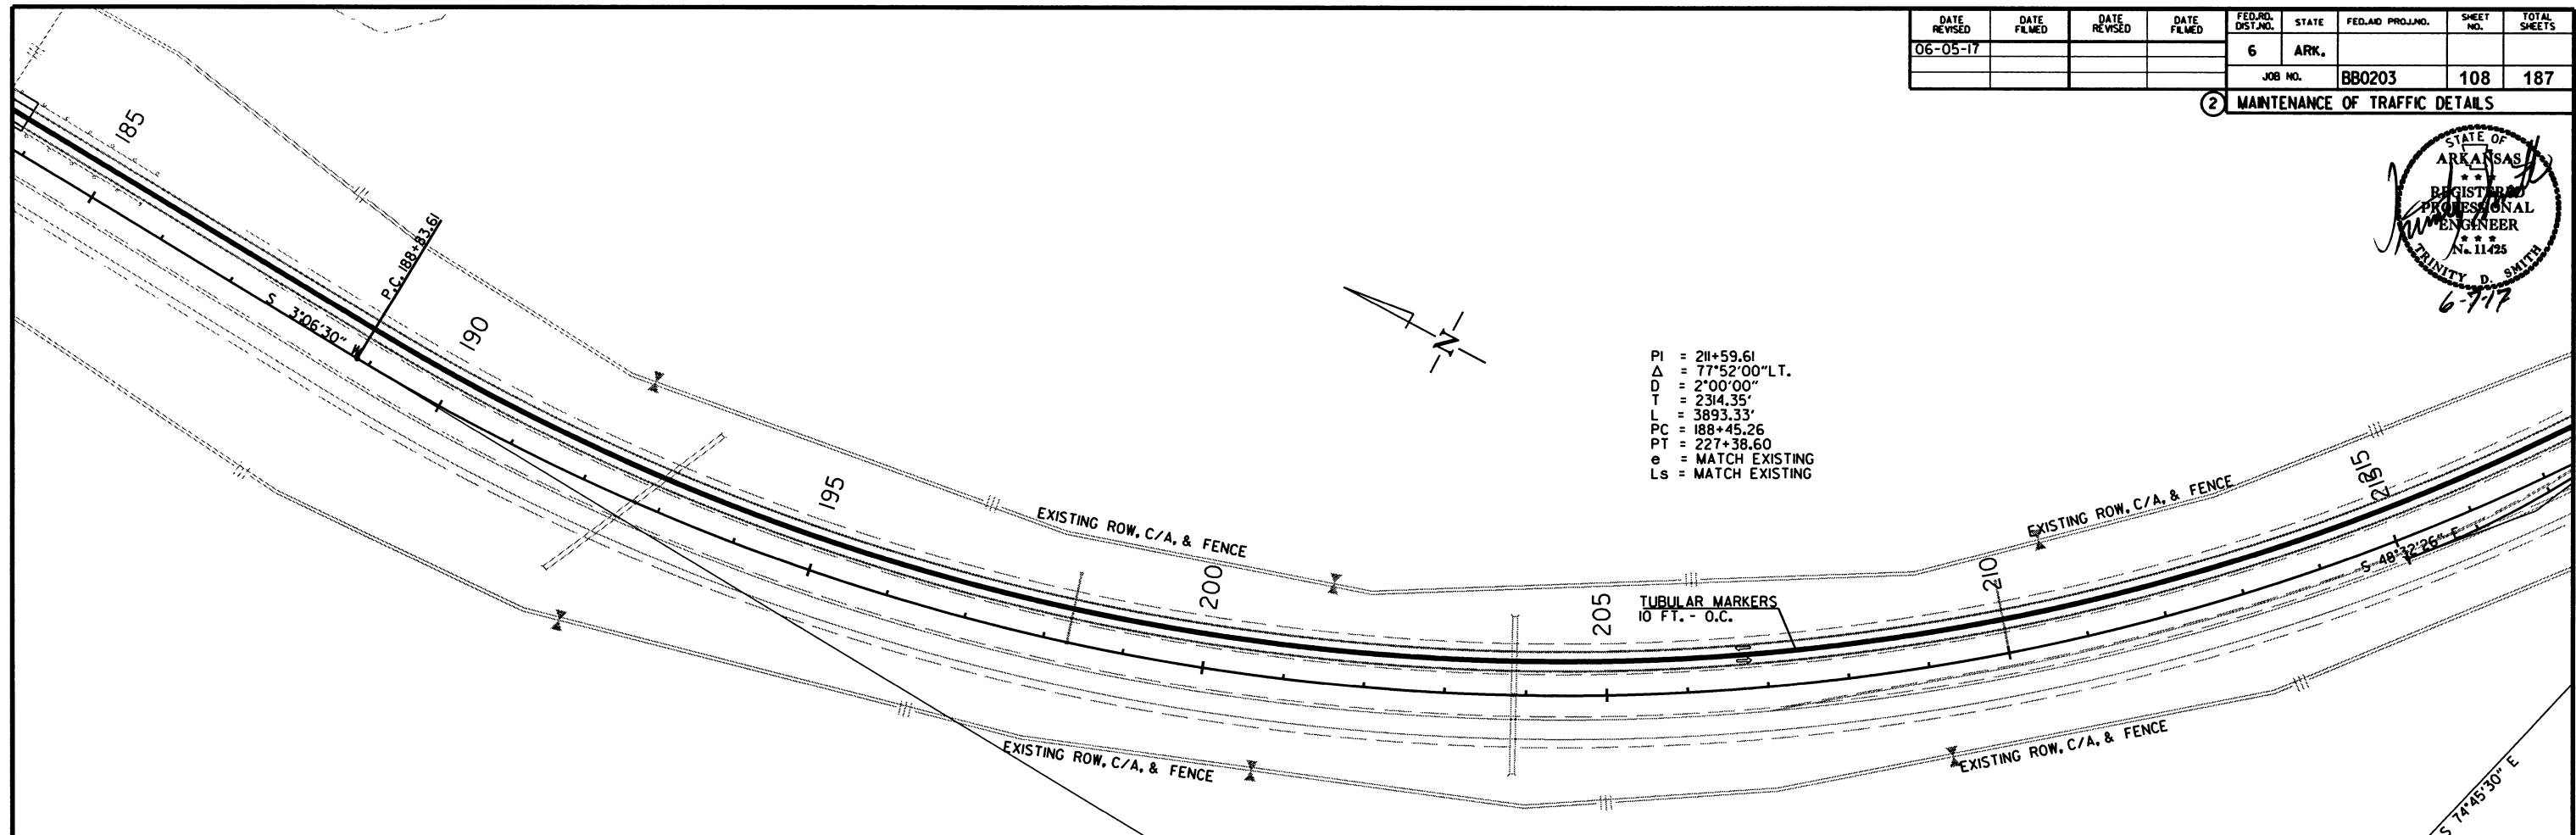 DATE REVISED
DATE FILMED
DATE REVISED
DATE FILMED
FED.RD. DIST.NO.
STATE
FED.AID PROJ.NO.
SHEET NO.
TOTAL SHEETS
06-05-17
6
ARK.
JOB NO.
BB0203
108
187
2
MAINTENANCE OF TRAFFIC DETAILS
STATE OF
ARKANSAS
* * *
REGISTERED
PROFESSIONAL
ENGINEER
* * *
No. 11425
TRINITY D. SMITH
6-7-17
185
P.C. 188+83.61
S 3°06'30" W
190
N
PI = 211+59.61
Δ = 77°52'00"LT.
D = 2°00'00"
T = 2314.35'
L = 3893.33'
PC = 188+45.26
PT = 227+38.60
e = MATCH EXISTING
Ls = MATCH EXISTING
195
EXISTING ROW, C/A, & FENCE
200
205
TUBULAR MARKERS
10 FT. - O.C.
210
EXISTING ROW, C/A, & FENCE
215
S 48°32'26" E
EXISTING ROW, C/A, & FENCE
EXISTING ROW, C/A, & FENCE
S 74°45'30" E